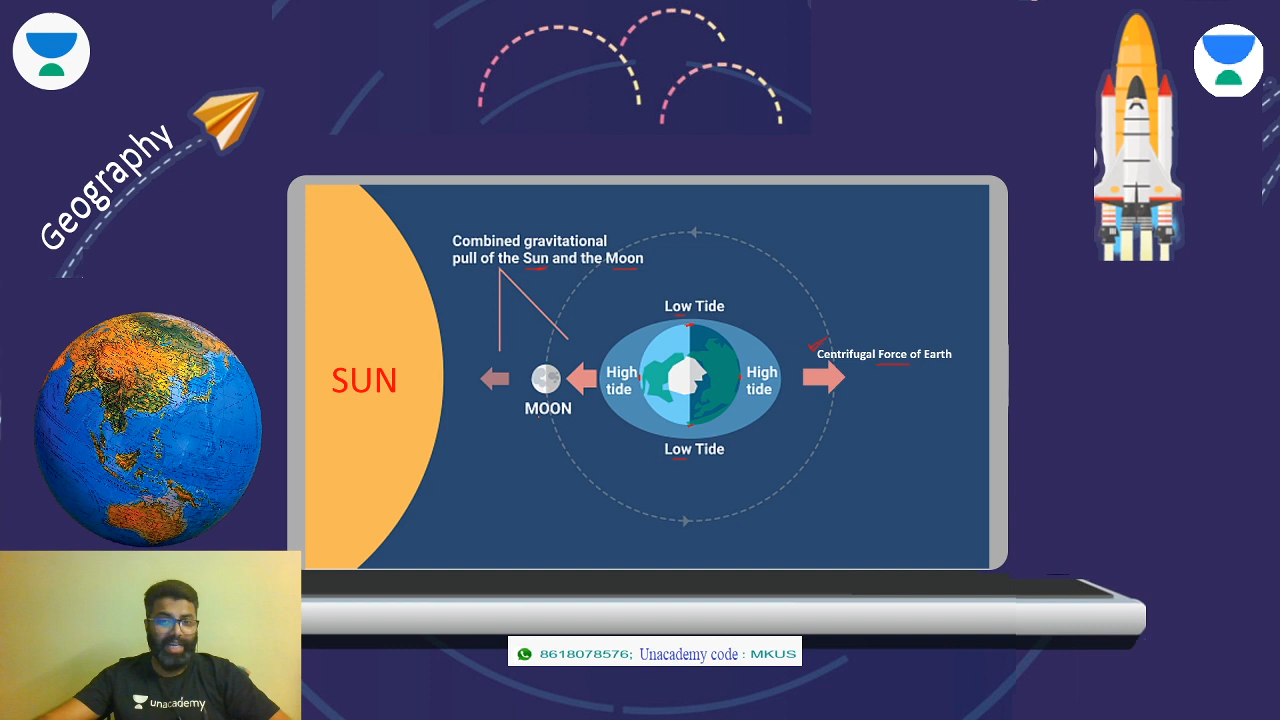 Geography
Combined gravitational
pull of the Sun and the Moon
Low Tide
Centrifugal Force of Earth
SUN
High
tide
High
tide
MOON
Low Tide
unacademy
8618078576; Unacademy code : MKUS